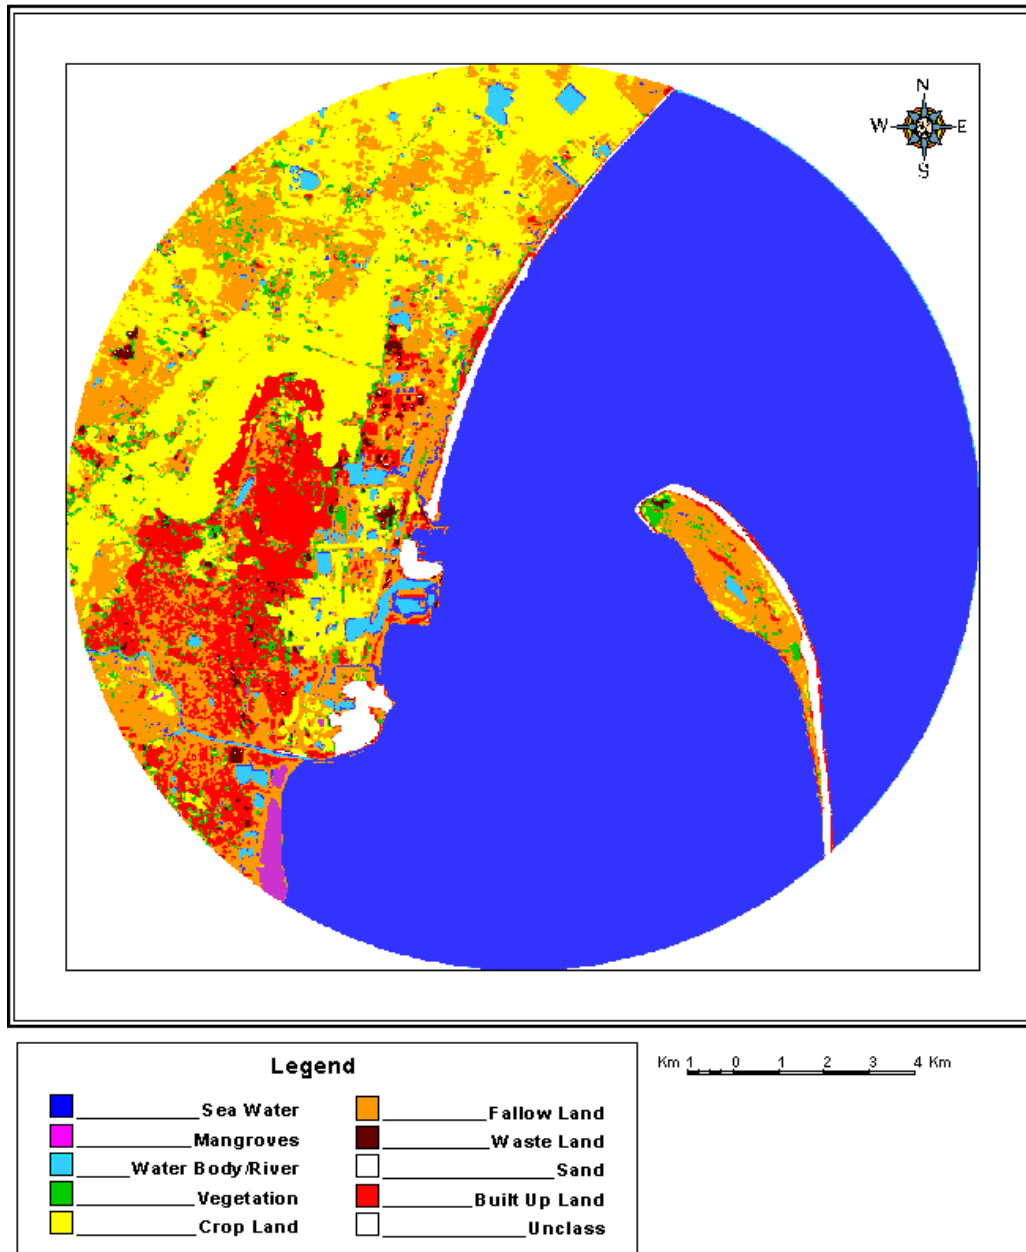 N
W E
S
Legend
Sea Water
Mangroves
Water Body/River
Vegetation
Crop Land
Fallow Land
Waste Land
Sand
Built Up Land
Unclass
Km 1 0 1 2 3 4 Km